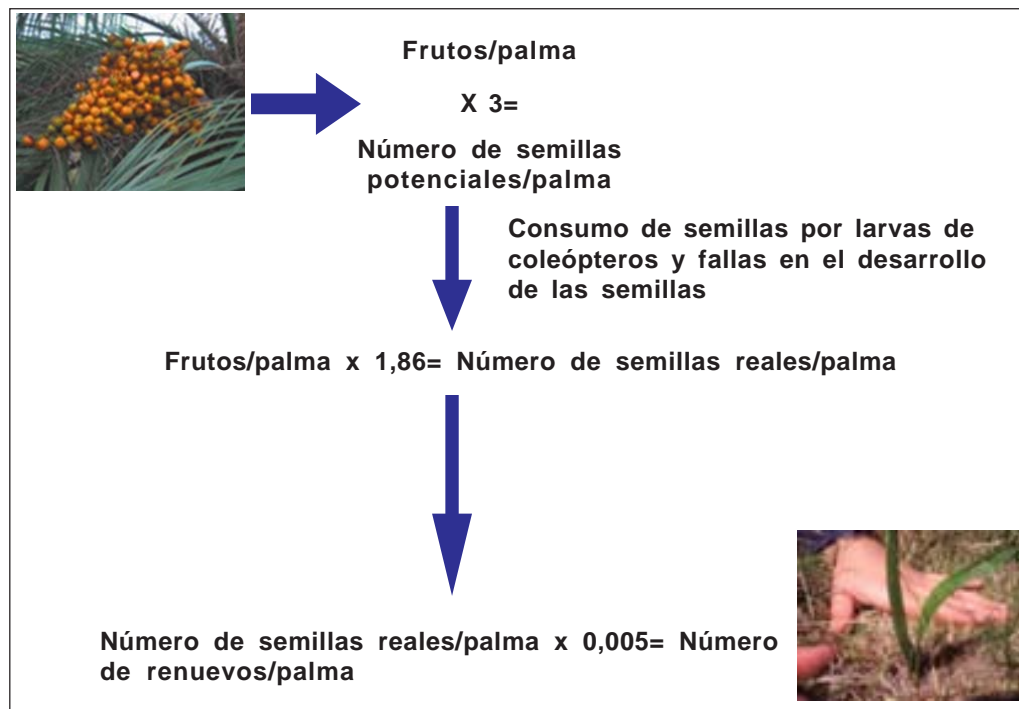 Frutos/palma
X 3=
Número de semillas
potenciales/palma
Consumo de semillas por larvas de
coleópteros y fallas en el desarrollo
de las semillas
Frutos/palma x 1,86= Número de semillas reales/palma
Número de semillas reales/palma x 0,005= Número
de renuevos/palma